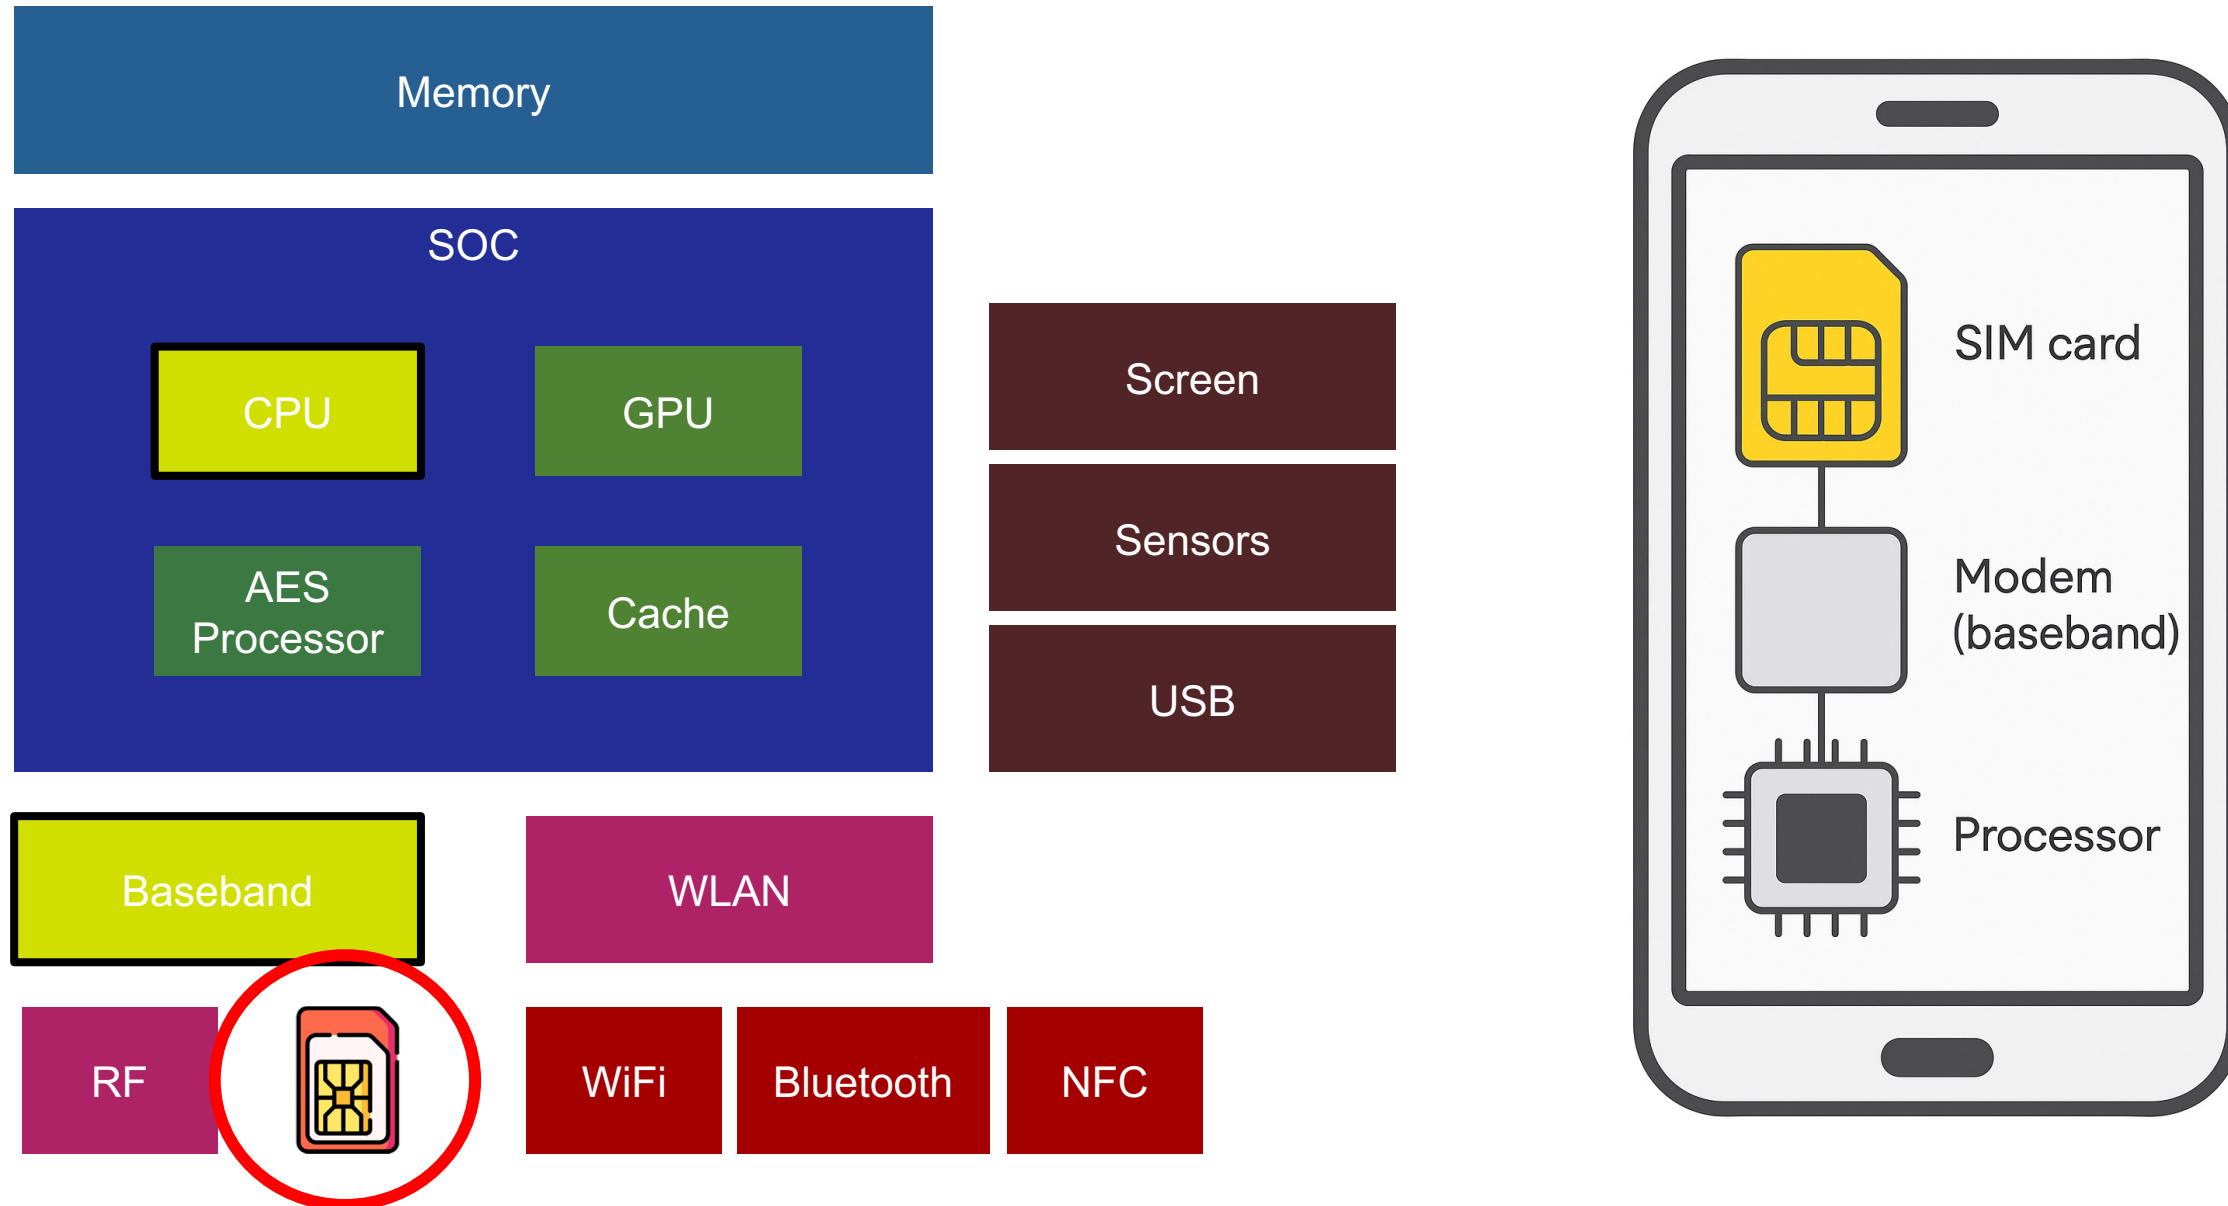 Memory
SOC
CPU
GPU
AES
Processor
Cache
Screen
Sensors
USB
Baseband
WLAN
RF
WiFi
Bluetooth
NFC
SIM card
Modem
(baseband)
Processor